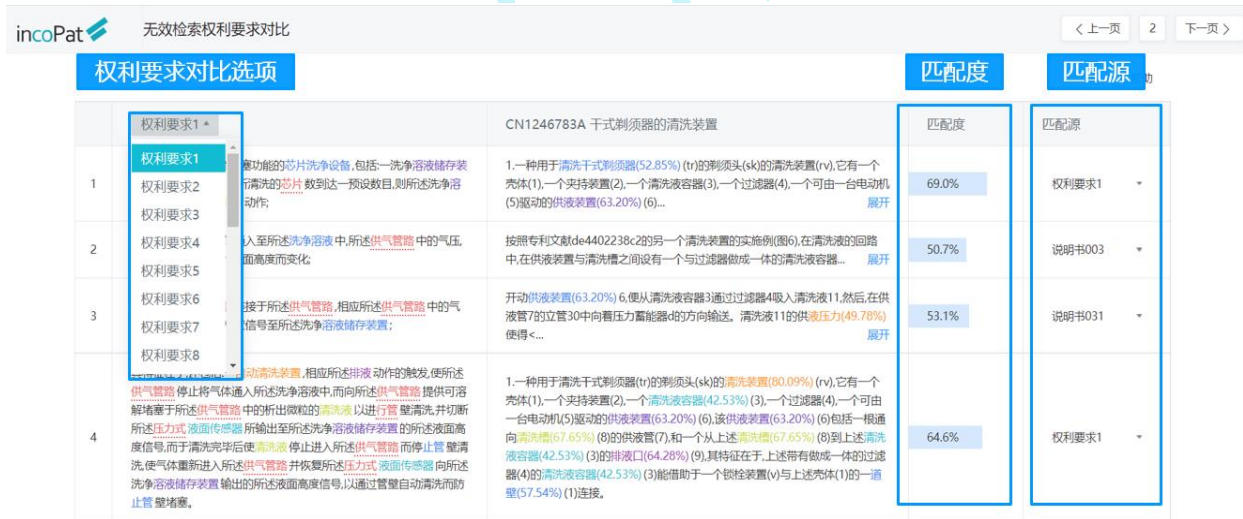 incoPat
无效检索权利要求对比
上一页
2
下一页
权利要求对比选项
匹配度
匹配源
助
权利要求1
CN1246783A 干式剃须器的清洗装置
匹配度
匹配源
权利要求1
权利要求2
权利要求3
权利要求4
权利要求5
权利要求6
权利要求7
权利要求8
1
塞功能的芯片洗净设备,包括:一洗净溶液储存装
所清洗的芯片数到达一预设数目,则所述洗净溶
动作;
1.一种用于清洗干式剃须器(52.85%) (tr)的剃须头(sk)的清洗装置(rv),它有一个
壳体(1),一个夹持装置(2),一个清洗液容器(3),一个过滤器(4),一个可由一台电动机
(5)驱动的供液装置(63.20%) (6)...
展开
69.0%
权利要求1
2
入至所述洗净溶液中,所述供气管路中的气压,
面高度而变化;
按照专利文献de4402238c2的另一个清洗装置的实施例(图6),在清洗液的回路
中,在供液装置与清洗槽之间设有一个与过滤器做成一体的清洗液容器...
展开
50.7%
说明书003
3
接于所述供气管路,相应所述供气管路中的气
信号至所述洗净溶液储存装置;
开动供液装置(63.20%) 6,便从清洗液容器3通过过滤器4吸入清洗液11,然后,在供
液管7的立管30中向着压力蓄能器d的方向输送。清洗液11的供液压力(49.78%)
使得<...
展开
53.1%
说明书031
4
动清洗装置,相应所述排液动作的触发,使所述
供气管路停止将气体通入所述洗净溶液中,而向所述供气管路提供可溶
解堵塞于所述供气管路中的析出微粒的清洗液以进行管壁清洗,并切断
所述压力式液面传感器所输出至所述洗净溶液储存装置的所述液面高
度信号,而于清洗完毕后使清洗液停止进入所述供气管路而停止管壁清
洗,使气体重新进入所述供气管路并恢复所述压力式液面传感器向所述
洗净溶液储存装置输出的所述液面高度信号,以通过管壁自动清洗而防
止管壁堵塞。
1.一种用于清洗干式剃须器(tr)的剃须头(sk)的清洗装置(80.09%) (rv),它有一个
壳体(1),一个夹持装置(2),一个清洗液容器(42.53%) (3),一个过滤器(4),一个可由
一台电动机(5)驱动的供液装置(63.20%) (6),该供液装置(63.20%) (6)包括一根通
向清洗槽(67.65%) (8)的供液管(7),和一个从上述清洗槽(67.65%) (8)到上述清洗
液容器(42.53%) (3)的排液口(64.28%) (9),其特征在于,上述带有做成一体的过滤
器(4)的清洗液容器(42.53%) (3)能借助于一个锁栓装置(v)与上述壳体(1)的一道
壁(57.54%) (1)连接。
64.6%
权利要求1